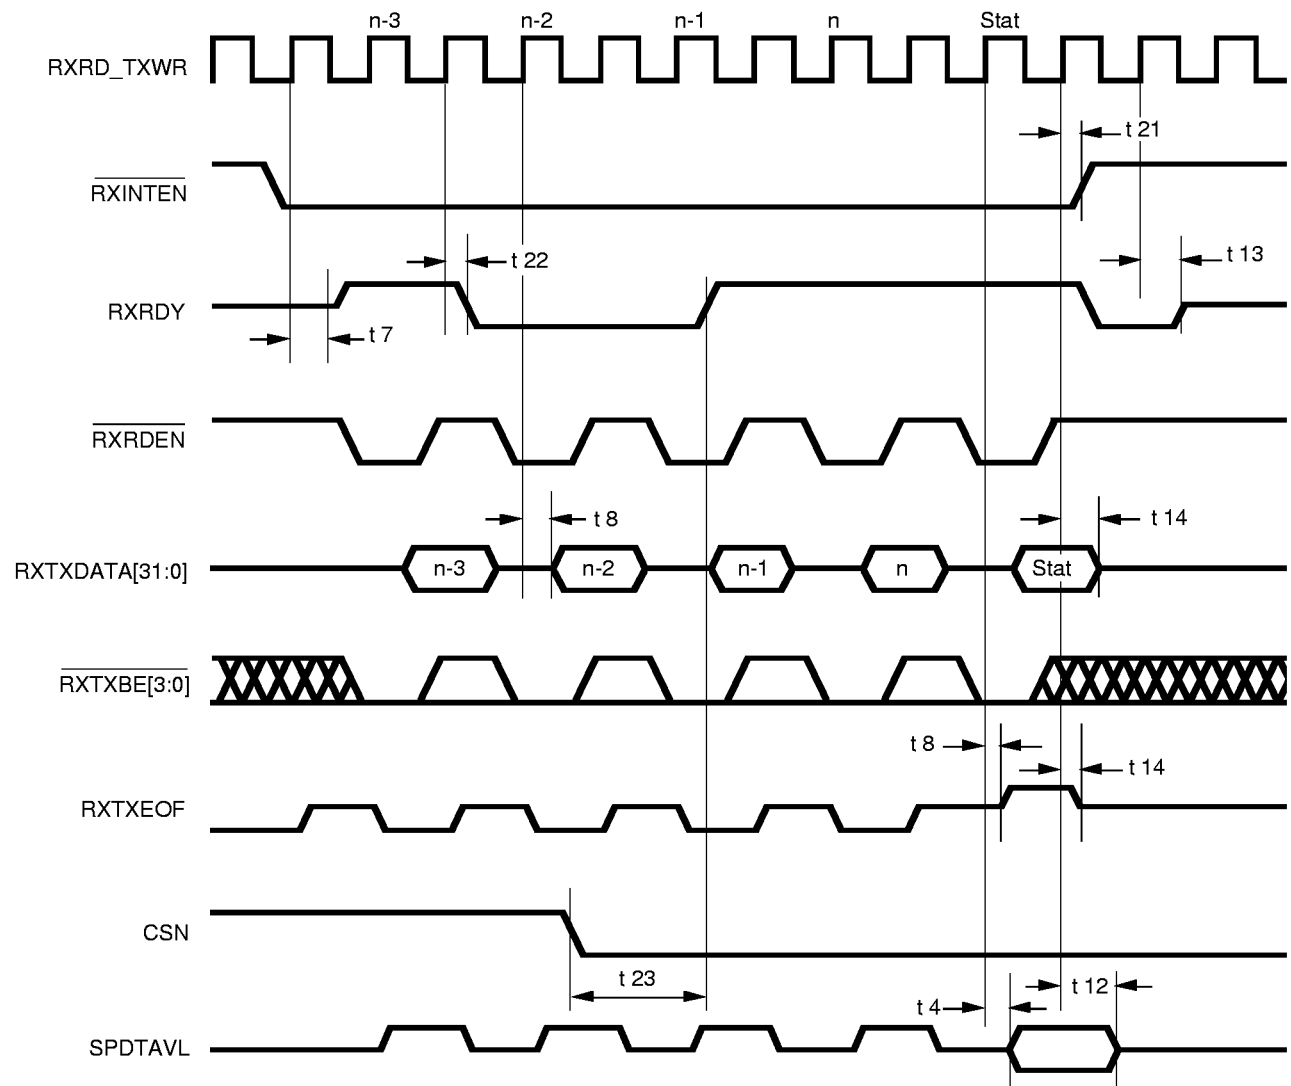 n-3 n-2 n-1 n Stat
RXRD_TXWR
t 21
RXINTEN
t 22
t 13
RXRDY
t 7
RXRDEN
t 8
t 14
RXTXDATA[31:0]
n-3 n-2 n-1 n Stat
RXTXBE[3:0]
t 8
t 14
RXTXEOF
CSN
t 23
t 12
t 4
SPDTAVL